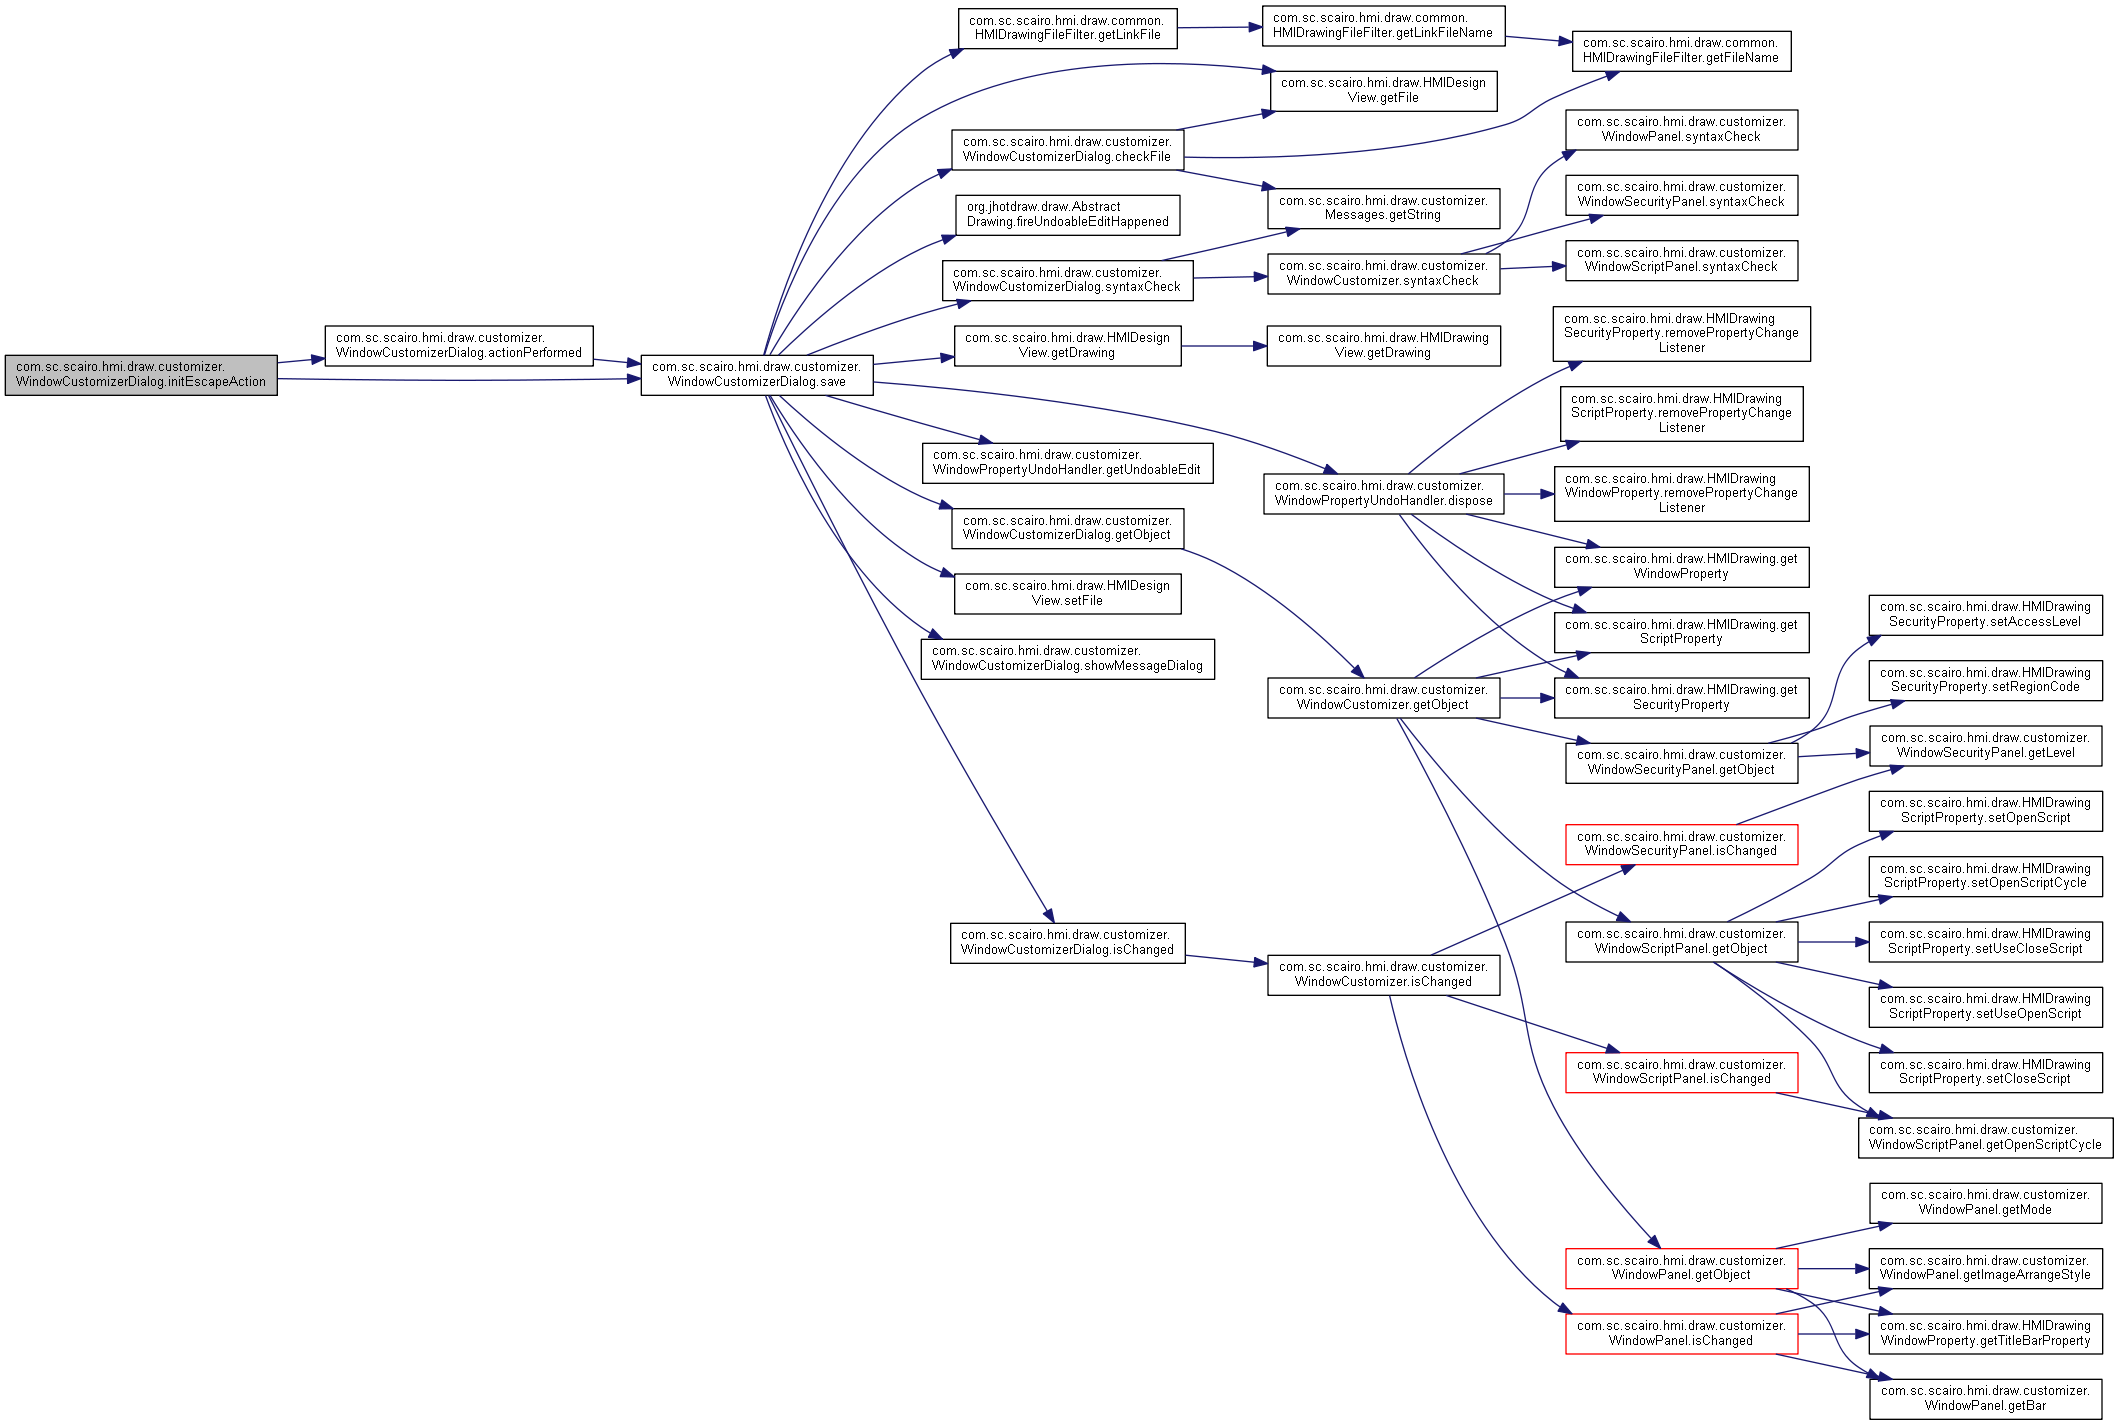 com.sc.scairo.hmi.draw.customizer.
WindowCustomizerDialog.initEscapeAction
com.sc.scairo.hmi.draw.customizer.
WindowCustomizerDialog.actionPerformed
com.sc.scairo.hmi.draw.customizer.
WindowCustomizerDialog.save
com.sc.scairo.hmi.draw.common.
HMIDrawingFileFilter.getLinkFile
com.sc.scairo.hmi.draw.customizer.
WindowCustomizerDialog.checkFile
org.jhotdraw.draw.Abstract
Drawing.fireUndoableEditHappened
com.sc.scairo.hmi.draw.customizer.
WindowCustomizerDialog.syntaxCheck
com.sc.scairo.hmi.draw.HMIDesign
View.getDrawing
com.sc.scairo.hmi.draw.customizer.
WindowPropertyUndoHandler.getUndoableEdit
com.sc.scairo.hmi.draw.customizer.
WindowCustomizerDialog.getObject
com.sc.scairo.hmi.draw.HMIDesign
View.setFile
com.sc.scairo.hmi.draw.customizer.
WindowCustomizerDialog.showMessageDialog
com.sc.scairo.hmi.draw.customizer.
WindowCustomizerDialog.isChanged
com.sc.scairo.hmi.draw.common.
HMIDrawingFileFilter.getLinkFileName
com.sc.scairo.hmi.draw.HMIDesign
View.getFile
com.sc.scairo.hmi.draw.customizer.
Messages.getString
com.sc.scairo.hmi.draw.customizer.
WindowCustomizer.syntaxCheck
com.sc.scairo.hmi.draw.HMIDrawing
View.getDrawing
com.sc.scairo.hmi.draw.customizer.
WindowPropertyUndoHandler.dispose
com.sc.scairo.hmi.draw.customizer.
WindowCustomizer.getObject
com.sc.scairo.hmi.draw.customizer.
WindowCustomizer.isChanged
com.sc.scairo.hmi.draw.common.
HMIDrawingFileFilter.getFileName
com.sc.scairo.hmi.draw.customizer.
WindowPanel.syntaxCheck
com.sc.scairo.hmi.draw.customizer.
WindowSecurityPanel.syntaxCheck
com.sc.scairo.hmi.draw.customizer.
WindowScriptPanel.syntaxCheck
com.sc.scairo.hmi.draw.HMIDrawing
SecurityProperty.removePropertyChange
Listener
com.sc.scairo.hmi.draw.HMIDrawing
ScriptProperty.removePropertyChange
Listener
com.sc.scairo.hmi.draw.HMIDrawing
WindowProperty.removePropertyChange
Listener
com.sc.scairo.hmi.draw.HMIDrawing.get
WindowProperty
com.sc.scairo.hmi.draw.HMIDrawing.get
ScriptProperty
com.sc.scairo.hmi.draw.HMIDrawing.get
SecurityProperty
com.sc.scairo.hmi.draw.customizer.
WindowSecurityPanel.getObject
com.sc.scairo.hmi.draw.customizer.
WindowSecurityPanel.isChanged
com.sc.scairo.hmi.draw.customizer.
WindowScriptPanel.getObject
com.sc.scairo.hmi.draw.customizer.
WindowScriptPanel.isChanged
com.sc.scairo.hmi.draw.customizer.
WindowPanel.getObject
com.sc.scairo.hmi.draw.customizer.
WindowPanel.isChanged
com.sc.scairo.hmi.draw.HMIDrawing
SecurityProperty.setAccessLevel
com.sc.scairo.hmi.draw.HMIDrawing
SecurityProperty.setRegionCode
com.sc.scairo.hmi.draw.customizer.
WindowSecurityPanel.getLevel
com.sc.scairo.hmi.draw.HMIDrawing
ScriptProperty.setOpenScript
com.sc.scairo.hmi.draw.HMIDrawing
ScriptProperty.setOpenScriptCycle
com.sc.scairo.hmi.draw.HMIDrawing
ScriptProperty.setUseCloseScript
com.sc.scairo.hmi.draw.HMIDrawing
ScriptProperty.setUseOpenScript
com.sc.scairo.hmi.draw.HMIDrawing
ScriptProperty.setCloseScript
com.sc.scairo.hmi.draw.customizer.
WindowScriptPanel.getOpenScriptCycle
com.sc.scairo.hmi.draw.customizer.
WindowPanel.getMode
com.sc.scairo.hmi.draw.customizer.
WindowPanel.getImageArrangeStyle
com.sc.scairo.hmi.draw.HMIDrawing
WindowProperty.getTitleBarProperty
com.sc.scairo.hmi.draw.customizer.
WindowPanel.getBar